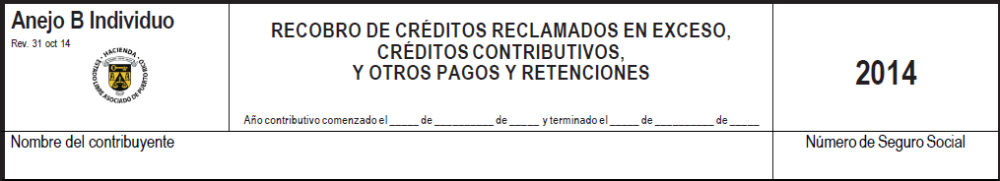 Anejo B Individuo
Rev. 31 oct 14
HACIENDA
ESTADO LIBRE ASOCIADO DE PUERTO RICO
RECOBRO DE CRÉDITOS RECLAMADOS EN EXCESO,
CRÉDITOS CONTRIBUTIVOS,
Y OTROS PAGOS Y RETENCIONES
Año contributivo comenzado el _____ de __________ de _____ y terminado el _____ de __________ de _____
2014
Nombre del contribuyente
Número de Seguro Social